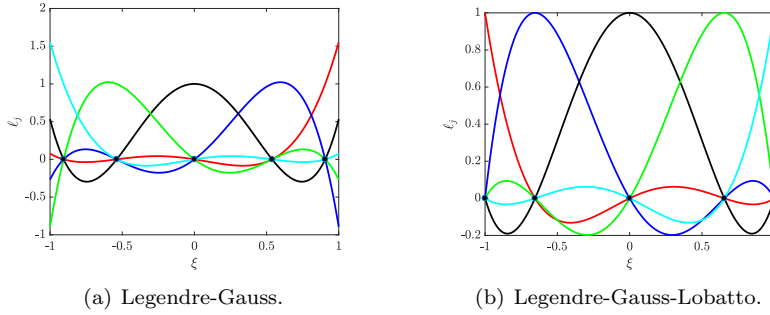 2
1.5
1
0.5
0
-0.5
-1
-1 -0.5 0 0.5 1
ξ
ℓj
(a) Legendre-Gauss.
1
0.8
0.6
0.4
0.2
0
-0.2
-1 -0.5 0 0.5
ξ
ℓj
(b) Legendre-Gauss-Lobatto.